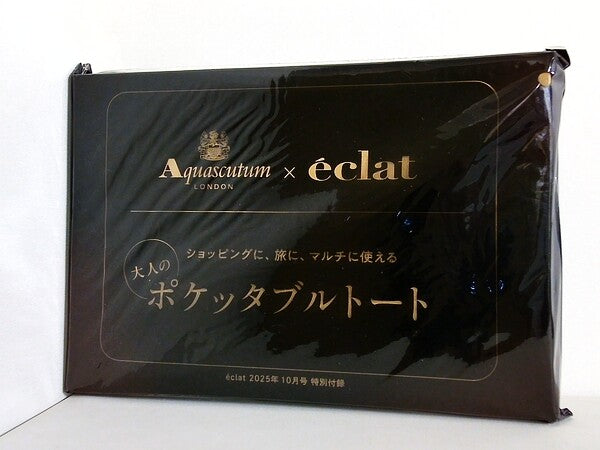 Aquascutum × éclat
LONDON
ショッピングに、旅に、マルチに使える
大人の
ポケッタブルトート
éclat 2025年10月号 特別付録